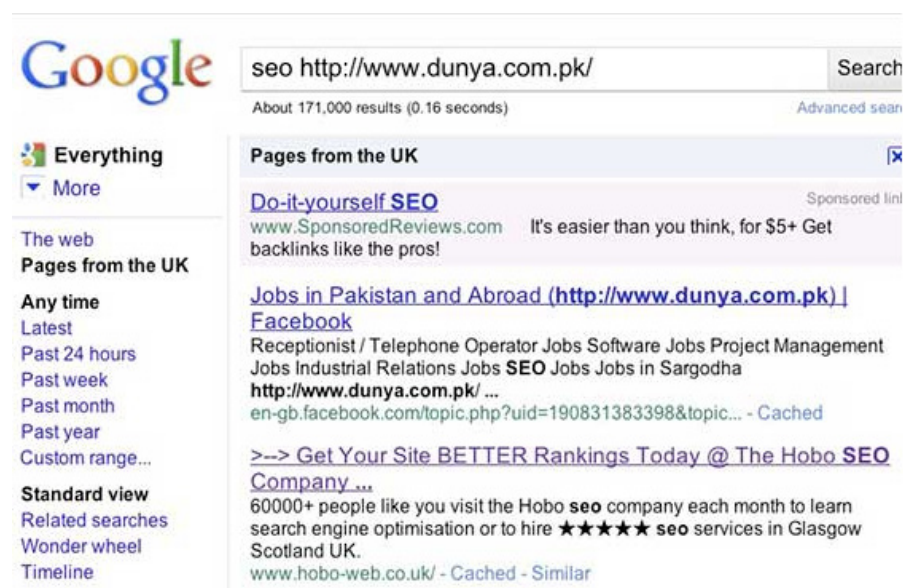 Google
seo http://www.dunya.com.pk/
Search
About 171,000 results (0.16 seconds)
Advanced sear
Everything
More
The web
Pages from the UK
Any time
Latest
Past 24 hours
Past week
Past month
Past year
Custom range...
Standard view
Related searches
Wonder wheel
Timeline
Pages from the UK
Do-it-yourself SEO
Sponsored lin
www.SponsoredReviews.com It's easier than you think, for $5+ Get
backlinks like the pros!
Jobs in Pakistan and Abroad (http://www.dunya.com.pk) |
Facebook
Receptionist / Telephone Operator Jobs Software Jobs Project Management
Jobs Industrial Relations Jobs SEO Jobs Jobs in Sargodha
http://www.dunya.com.pk/ ...
en-gb.facebook.com/topic.php?uid=190831383398&topic... - Cached
>--> Get Your Site BETTER Rankings Today @ The Hobo SEO
Company ...
60000+ people like you visit the Hobo seo company each month to learn
search engine optimisation or to hire ★★★★★ seo services in Glasgow
Scotland UK.
www.hobo-web.co.uk/ - Cached - Similar